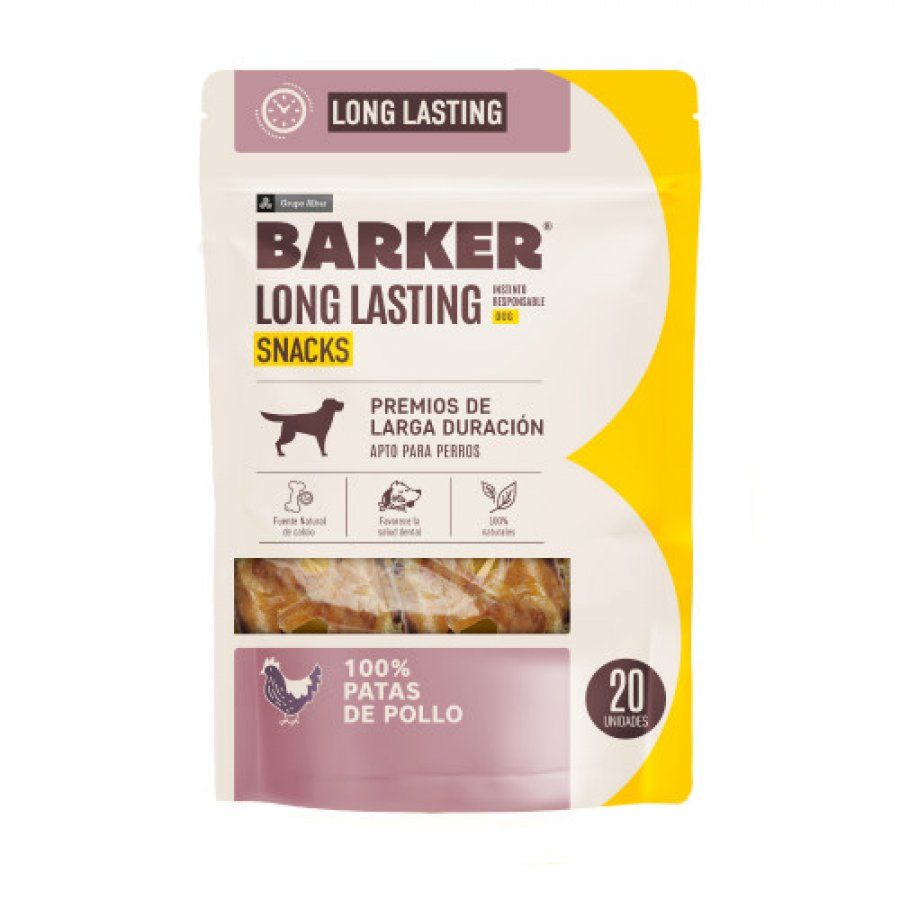 LONG LASTING
Grupo Alber
BARKER®
LONG LASTING
INSTINTO
RESPONSABLE
DOG
SNACKS
PREMIOS DE
LARGA DURACIÓN
APTO PARA PERROS
Fuente Natural
de calcio
Favorece la
salud dental
100%
naturales
100%
PATAS
DE POLLO
20
UNIDADES